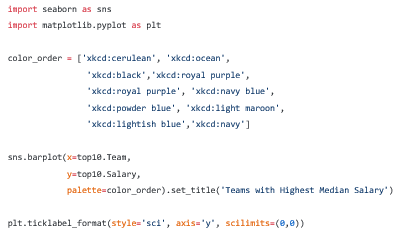 import seaborn as sns
import matplotlib.pyplot as plt
color_order = ['xkcd:cerulean', 'xkcd:ocean',
'xkcd:black','xkcd:royal purple',
'xkcd:royal purple', 'xkcd:navy blue',
'xkcd:powder blue', 'xkcd:light maroon',
'xkcd:lightish blue','xkcd:navy']
sns.barplot(x=top10.Team,
y=top10.Salary,
palette=color_order).set_title('Teams with Highest Median Salary')
plt.ticklabel_format(style='sci', axis='y', scilimits=(0,0))